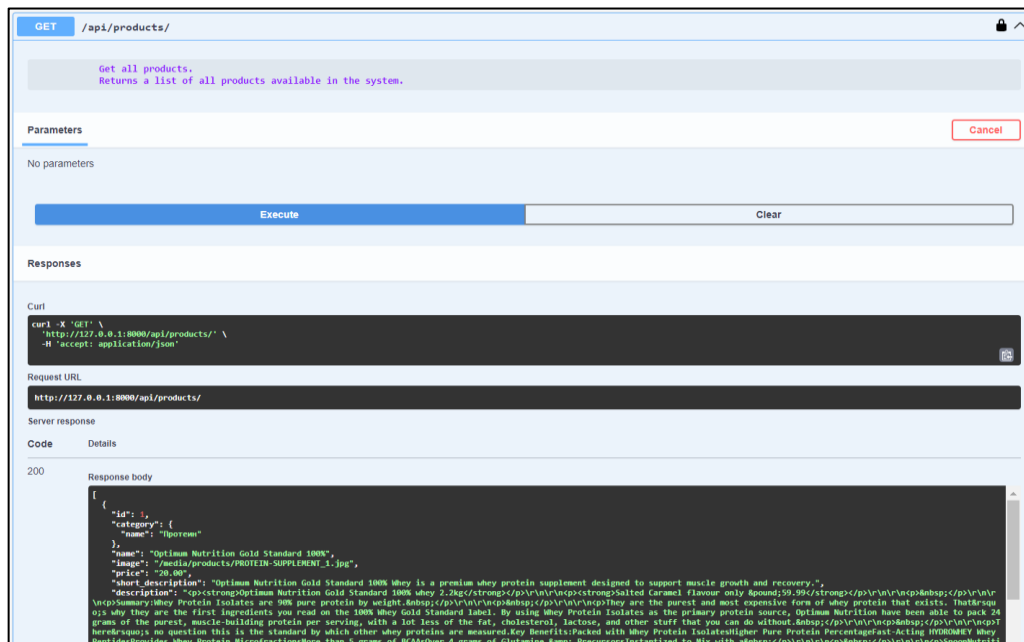 GET /api/products/
Get all products.
Returns a list of all products available in the system.
Parameters
Cancel
No parameters
Execute
Clear
Responses
Curl
curl -X 'GET' \
'http://127.0.0.1:8000/api/products/' \
-H 'accept: application/json'
Request URL
http://127.0.0.1:8000/api/products/
Server response
Code Details
200
Response body
[
{
"id": 1,
"category": {
"name": "Протеин"
},
"name": "Optimum Nutrition Gold Standard 100%",
"image": "/media/products/PROTEIN-SUPPLEMENT_1.jpg",
"price": "20.00",
"short_description": "Optimum Nutrition Gold Standard 100% Whey is a premium whey protein supplement designed to support muscle growth and recovery.",
"description": "<p><strong>Optimum Nutrition Gold Standard 100% whey 2.2kg</strong></p>\r\n\r\n<p><strong>Salted Caramel flavour only &pound;59.99</strong></p>\r\n\r\n<p>&nbsp;</p>\r\n\r\
n<p>Summary:Whey Protein Isolates are 90% pure protein by weight.&nbsp;</p>\r\n\r\n<p>&nbsp;</p>\r\n\r\n<p>They are the purest and most expensive form of whey protein that exists. That&rsqu
o;s why they are the first ingredients you read on the 100% Whey Gold Standard label. By using Whey Protein Isolates as the primary protein source, Optimum Nutrition have been able to pack 24
grams of the purest, muscle-building protein per serving, with a lot less of the fat, cholesterol, lactose, and other stuff that you can do without.&nbsp;</p>\r\n\r\n<p>&nbsp;</p>\r\n\r\n<p>T
here&rsquo;s no question this is the standard by which other whey proteins are measured.Key Benefits:Packed with Whey Protein IsolatesHigher Pure Protein PercentageFast-Acting HYDROWHEY Whey